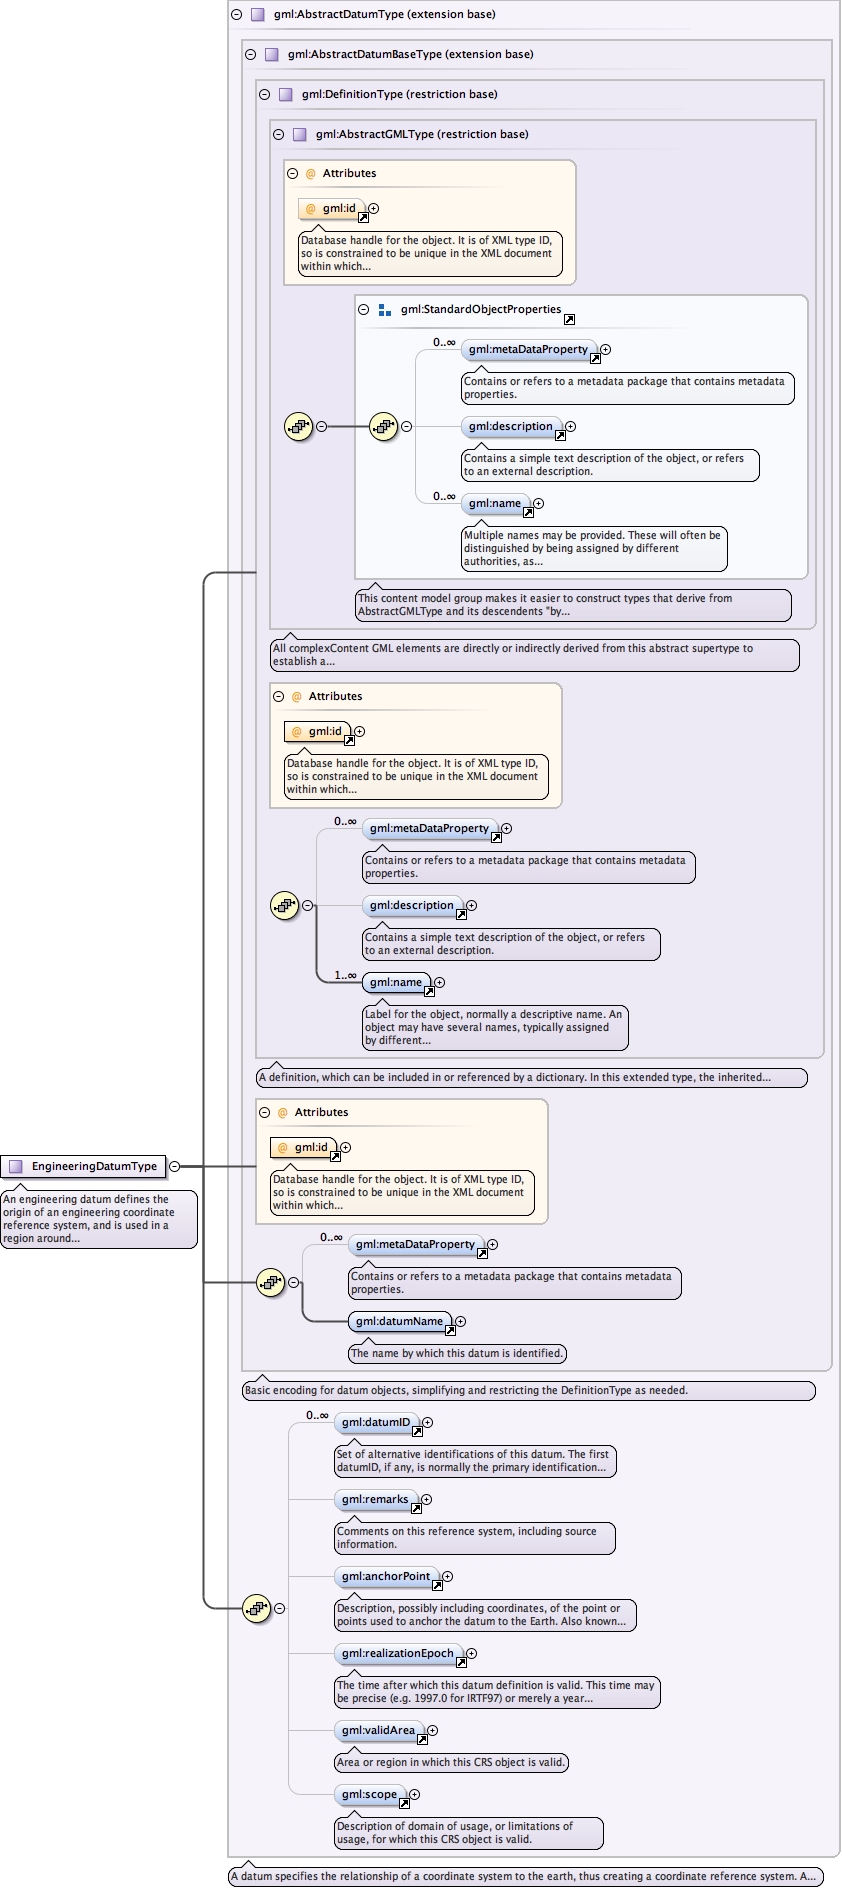 gml:AbstractDatumType (extension base)
gml:AbstractDatumBaseType (extension base)
gml:DefinitionType (restriction base)
gml:AbstractGMLType (restriction base)
@ Attributes
@ gml:id
Database handle for the object. It is of XML type ID,
so is constrained to be unique in the XML document
within which...
gml:StandardObjectProperties
0..∞
gml:metaDataProperty
Contains or refers to a metadata package that contains metadata
properties.
gml:description
Contains a simple text description of the object, or refers
to an external description.
0..∞
gml:name
Multiple names may be provided. These will often be
distinguished by being assigned by different
authorities, as...
This content model group makes it easier to construct types that derive from
AbstractGMLType and its descendents "by...
All complexContent GML elements are directly or indirectly derived from this abstract supertype to
establish a...
@ Attributes
@ gml:id
Database handle for the object. It is of XML type ID,
so is constrained to be unique in the XML document
within which...
0..∞
gml:metaDataProperty
Contains or refers to a metadata package that contains metadata
properties.
gml:description
Contains a simple text description of the object, or refers
to an external description.
1..∞
gml:name
Label for the object, normally a descriptive name. An
object may have several names, typically assigned
by different...
A definition, which can be included in or referenced by a dictionary. In this extended type, the inherited...
@ Attributes
@ gml:id
Database handle for the object. It is of XML type ID,
so is constrained to be unique in the XML document
within which...
EngineeringDatumType
An engineering datum defines the
origin of an engineering coordinate
reference system, and is used in a
region around...
0..∞
gml:metaDataProperty
Contains or refers to a metadata package that contains metadata
properties.
gml:datumName
The name by which this datum is identified.
Basic encoding for datum objects, simplifying and restricting the DefinitionType as needed.
0..∞
gml:datumID
Set of alternative identifications of this datum. The first
datumID, if any, is normally the primary identification...
gml:remarks
Comments on this reference system, including source
information.
gml:anchorPoint
Description, possibly including coordinates, of the point or
points used to anchor the datum to the Earth. Also known...
gml:realizationEpoch
The time after which this datum definition is valid. This time may
be precise (e.g. 1997.0 for IRTF97) or merely a year...
gml:validArea
Area or region in which this CRS object is valid.
gml:scope
Description of domain of usage, or limitations of
usage, for which this CRS object is valid.
A datum specifies the relationship of a coordinate system to the earth, thus creating a coordinate reference system. A...